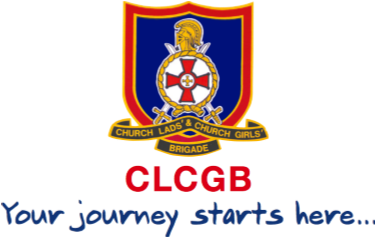 CHURCH LADS' & CHURCH GIRLS'
BRIGADE
CLCGB
Your journey starts here...